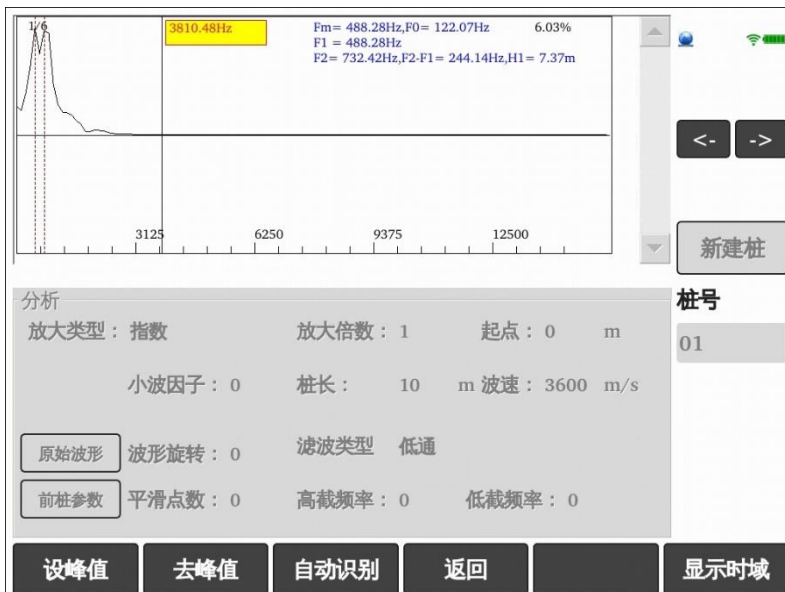 1/6 3810.48Hz Fm= 488.28Hz,F0= 122.07Hz 6.03%
F1 = 488.28Hz
F2= 732.42Hz,F2-F1= 244.14Hz,H1= 7.37m
<- ->
3125 6250 9375 12500
新建桩
分析
桩号
放大类型： 指数 放大倍数： 1 起点： 0 m
01
小波因子： 0 桩长： 10 m 波速： 3600 m/s
原始波形 波形旋转： 0 滤波类型 低通
前桩参数 平滑点数： 0 高截频率： 0 低截频率： 0
设峰值 去峰值 自动识别 返回 显示时域